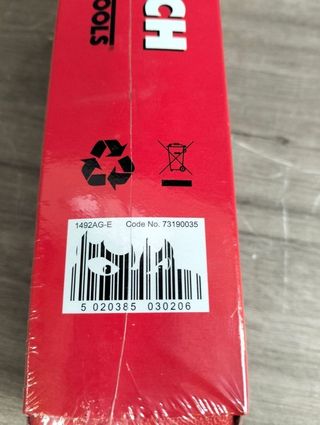 CH
TOOLS
1492AG-E Code No. 73190035
5 020385 030206